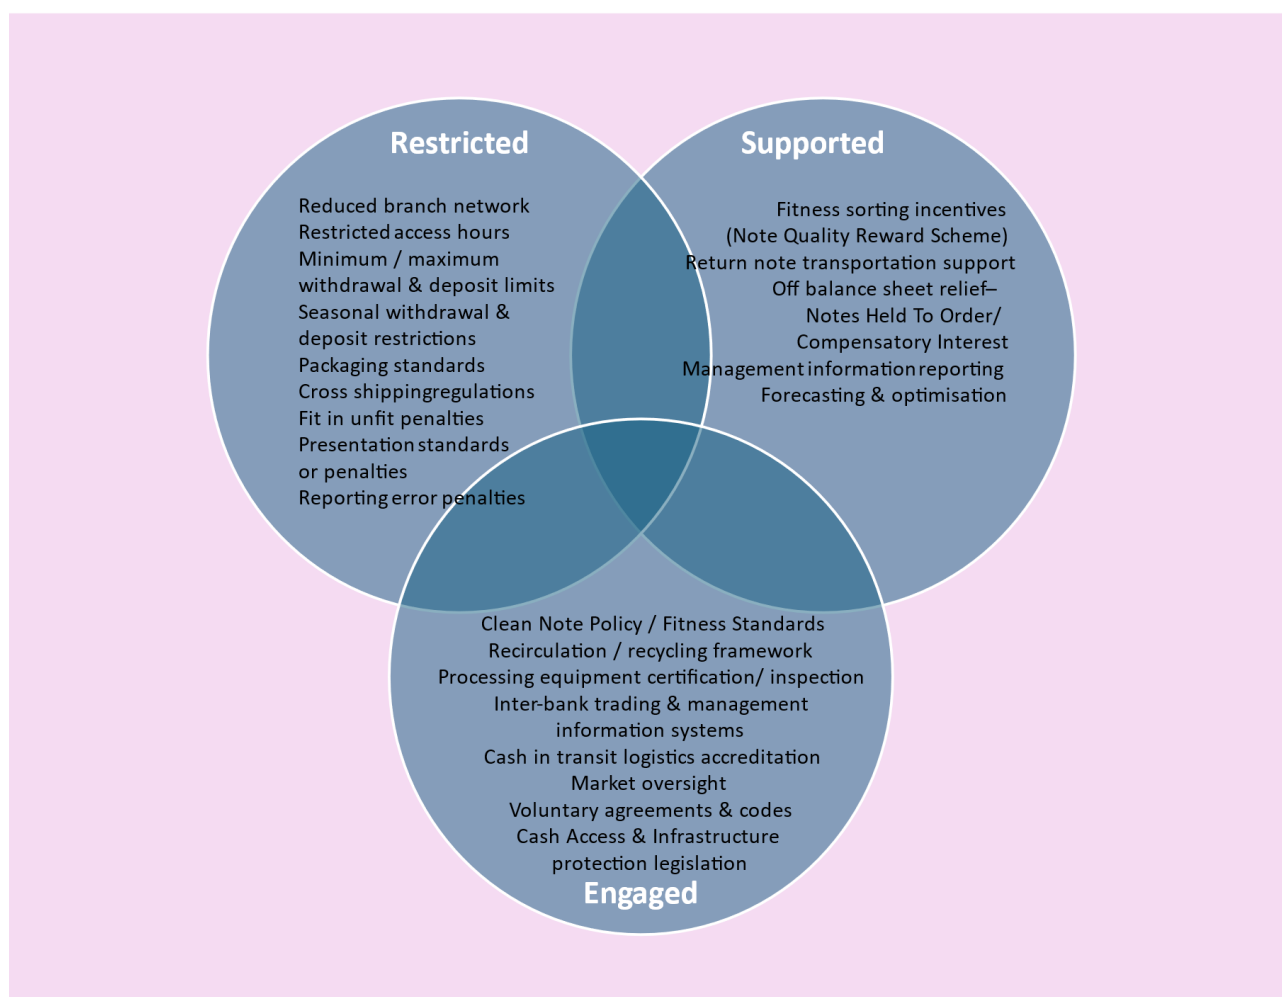 Restricted
Reduced branch network
Restricted access hours
Minimum / maximum
withdrawal & deposit limits
Seasonal withdrawal &
deposit restrictions
Packaging standards
Cross shippingregulations
Fit in unfit penalties
Presentation standards
or penalties
Reporting error penalties
Supported
Fitness sorting incentives
(Note Quality Reward Scheme)
Return note transportation support
Off balance sheet relief–
Notes Held To Order/
Compensatory Interest
Management information reporting
Forecasting & optimisation
Clean Note Policy / Fitness Standards
Recirculation / recycling framework
Processing equipment certification/ inspection
Inter-bank trading & management
information systems
Cash in transit logistics accreditation
Market oversight
Voluntary agreements & codes
Cash Access & Infrastructure
protection legislation
Engaged